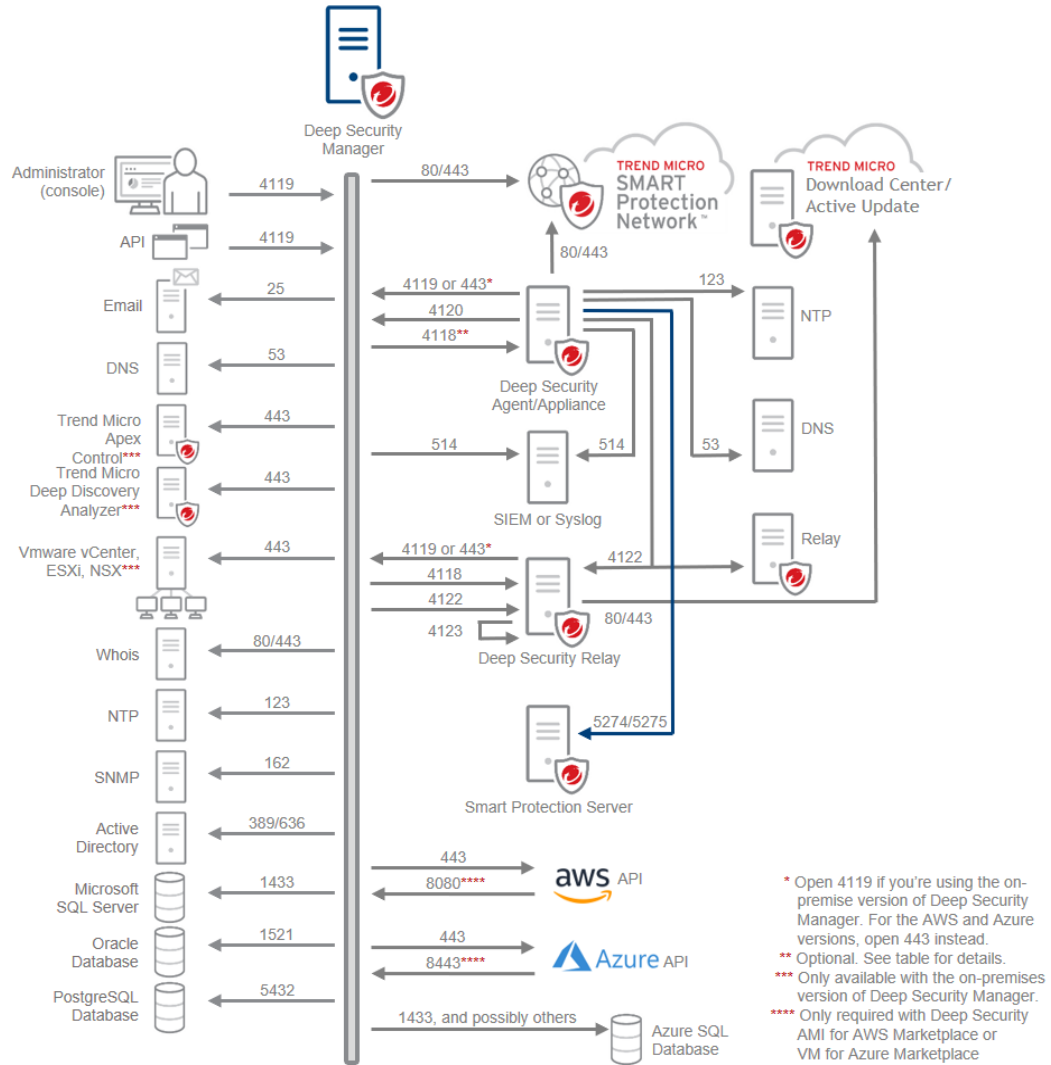 Deep Security
Manager
Administrator
(console)
4119
80/443
TREND MICRO
SMART
Protection
Network™
TREND MICRO
Download Center/
Active Update
API
4119
80/443
Email
25
4119 or 443*
4120
4118**
123
NTP
DNS
53
Deep Security
Agent/Appliance
Trend Micro
Apex
Control***
443
514
514
53
DNS
Trend Micro
Deep Discovery
Analyzer***
443
SIEM or Syslog
Vmware vCenter,
ESXi, NSX***
443
4119 or 443*
4118
4122
4123
4122
Relay
80/443
Deep Security Relay
Whois
80/443
NTP
123
5274/5275
SNMP
162
Smart Protection Server
Active
Directory
389/636
443
8080****
aws API
Microsoft
SQL Server
1433
Oracle
Database
1521
443
8443****
Azure API
PostgreSQL
Database
5432
1433, and possibly others
Azure SQL
Database
* Open 4119 if you're using the on-
premise version of Deep Security
Manager. For the AWS and Azure
versions, open 443 instead.
** Optional. See table for details.
*** Only available with the on-premises
version of Deep Security Manager.
**** Only required with Deep Security
AMI for AWS Marketplace or
VM for Azure Marketplace